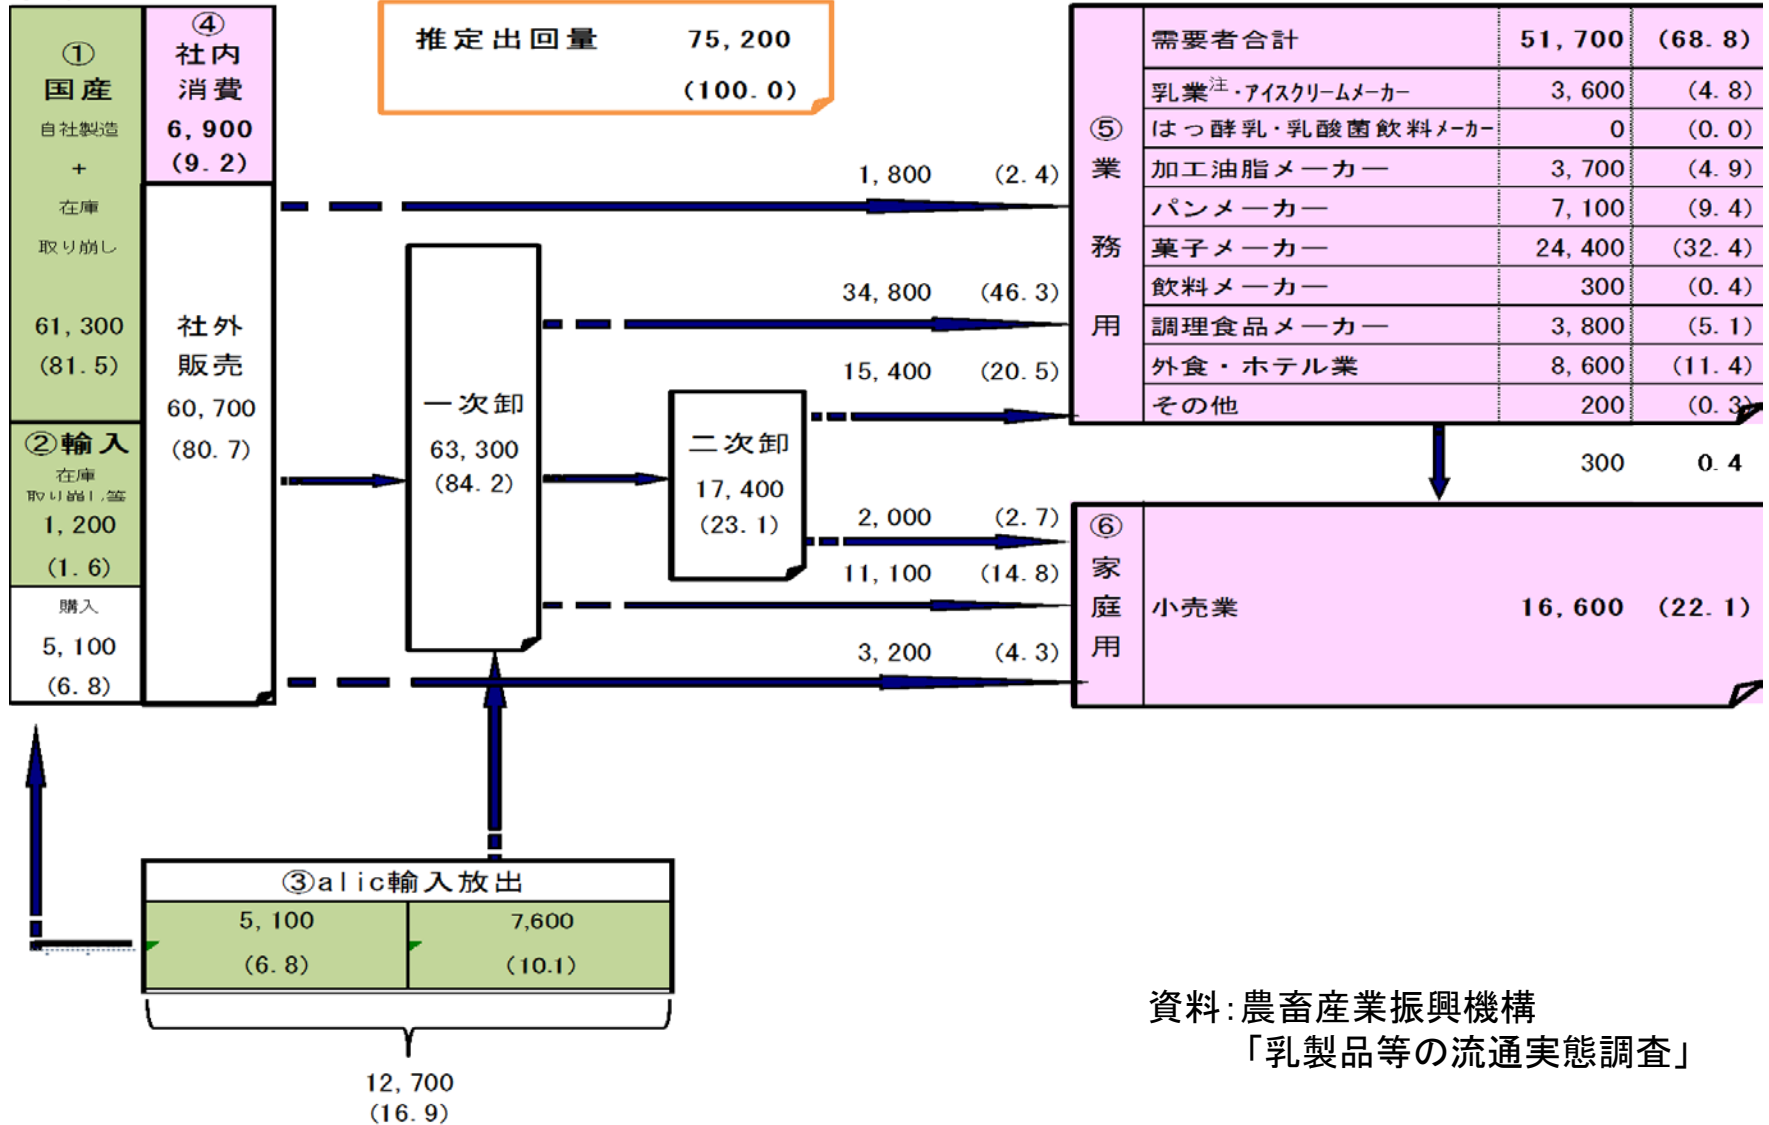 ①
国産
自社製造
+
在庫
取り崩し
61,300
(81.5)
②輸入
在庫
取り崩し等
1,200
(1.6)
購入
5,100
(6.8)
④
社内
消費
6,900
(9.2)
社外
販売
60,700
(80.7)
推定出回量 75,200
(100.0)
一次卸
63,300
(84.2)
二次卸
17,400
(23.1)
1,800 (2.4)
34,800 (46.3)
15,400 (20.5)
2,000 (2.7)
11,100 (14.8)
3,200 (4.3)
⑤
業
務
用
需要者合計 51,700 (68.8)
乳業注・アイスクリームメーカー 3,600 (4.8)
はっ酵乳・乳酸菌飲料メーカー 0 (0.0)
加工油脂メーカー 3,700 (4.9)
パンメーカー 7,100 (9.4)
菓子メーカー 24,400 (32.4)
飲料メーカー 300 (0.4)
調理食品メーカー 3,800 (5.1)
外食・ホテル業 8,600 (11.4)
その他 200 (0.3)
300 0.4
⑥
家
庭
用
小売業 16,600 (22.1)
③alic輸入放出
5,100 7,600
(6.8) (10.1)
12,700
(16.9)
資料:農畜産業振興機構
「乳製品等の流通実態調査」